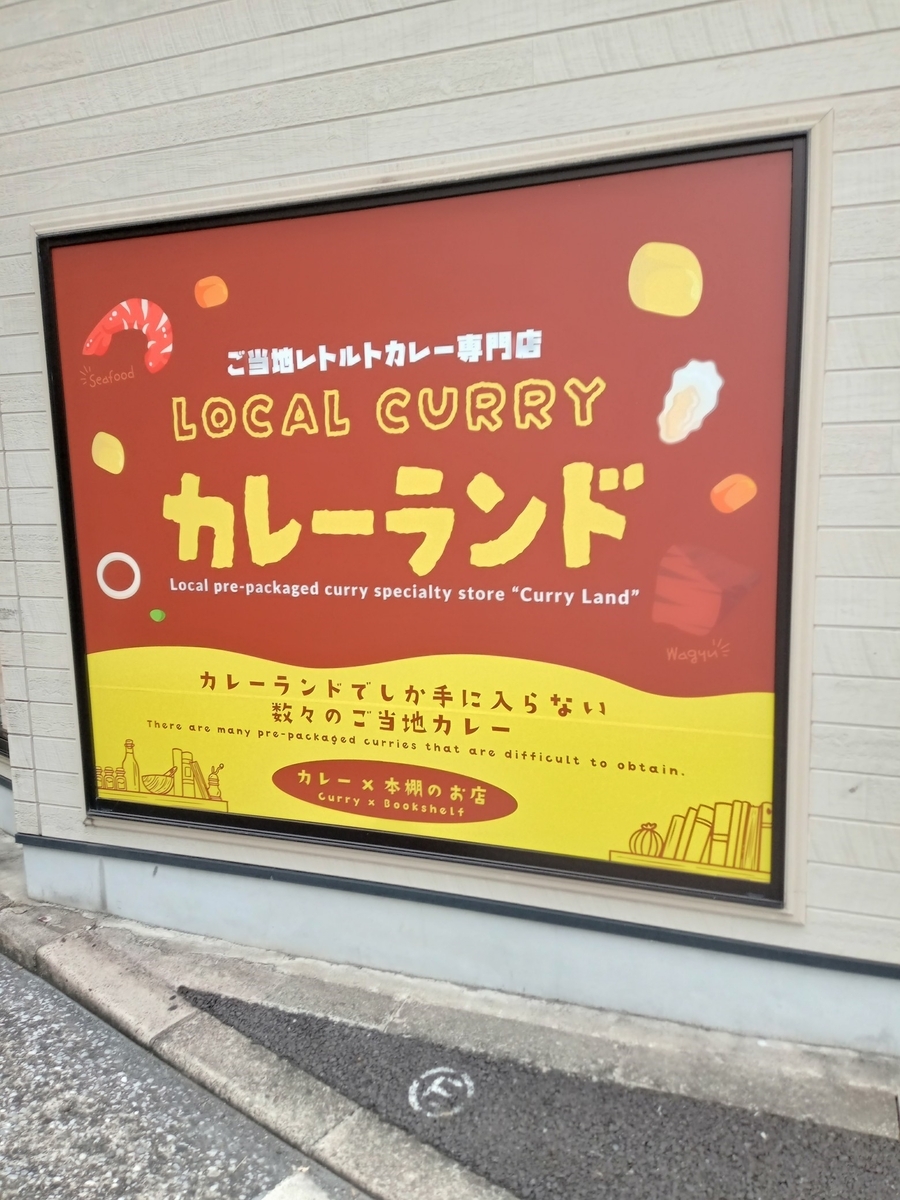 ご当地レトルトカレー専門店
LOCAL CURRY
カレーランド
Local pre-packaged curry specialty store “Curry Land”
Seafood
Wagyu
カレーランドでしか手に入らない
数々のご当地カレー
There are many pre-packaged curries that are difficult to obtain.
カレー×本棚のお店
Curry x Bookshelf